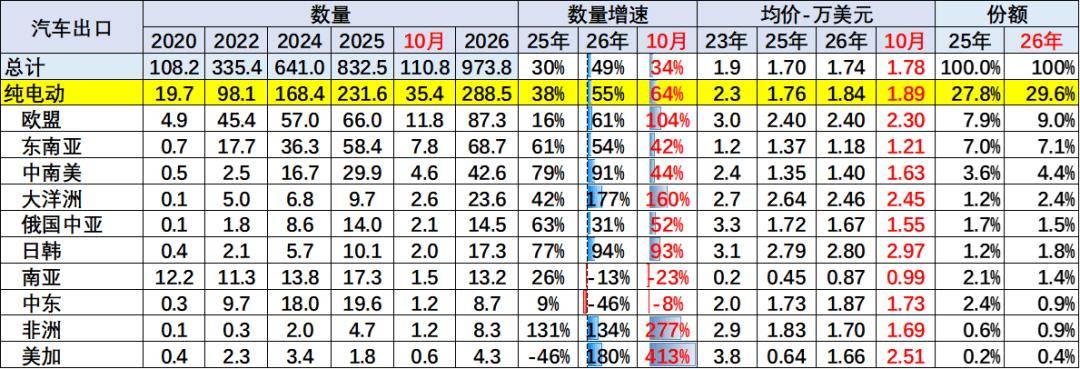 汽车出口 数量 数量增速 均价-万美元 份额
2020 2022 2024 2025 10月 2026 25年 26年 10月 23年 25年 26年 10月 25年 26年
总计 108.2 335.4 641.0 832.5 110.8 973.8 30% 49% 34% 1.9 1.70 1.74 1.78 100.0% 100%
纯电动 19.7 98.1 168.4 231.6 35.4 288.5 38% 55% 64% 2.3 1.76 1.84 1.89 27.8% 29.6%
欧盟 4.9 45.4 57.0 66.0 11.8 87.3 16% 61% 104% 3.0 2.40 2.40 2.30 7.9% 9.0%
东南亚 0.7 17.7 36.3 58.4 7.8 68.7 61% 54% 42% 1.2 1.37 1.18 1.21 7.0% 7.1%
中南美 0.5 2.5 16.7 29.9 4.6 42.6 79% 91% 44% 2.4 1.35 1.40 1.63 3.6% 4.4%
大洋洲 0.1 5.0 6.8 9.7 2.6 23.6 42% 177% 160% 2.7 2.64 2.46 2.45 1.2% 2.4%
俄国中亚 0.1 1.8 8.6 14.0 2.1 14.5 63% 31% 52% 3.3 1.72 1.67 1.55 1.7% 1.5%
日韩 0.4 2.1 5.7 10.1 2.0 17.3 77% 94% 93% 3.1 2.79 2.80 2.97 1.2% 1.8%
南亚 12.2 11.3 13.8 17.3 1.5 13.2 26% -13% -23% 0.2 0.45 0.87 0.99 2.1% 1.4%
中东 0.3 9.7 18.0 19.6 1.2 8.7 9% -46% -8% 2.0 1.73 1.87 1.73 2.4% 0.9%
非洲 0.1 0.3 2.0 4.7 1.2 8.3 131% 134% 277% 2.9 1.83 1.70 1.69 0.6% 0.9%
美加 0.4 2.3 3.4 1.8 0.6 4.3 -46% 180% 413% 3.8 0.64 1.66 2.51 0.2% 0.4%